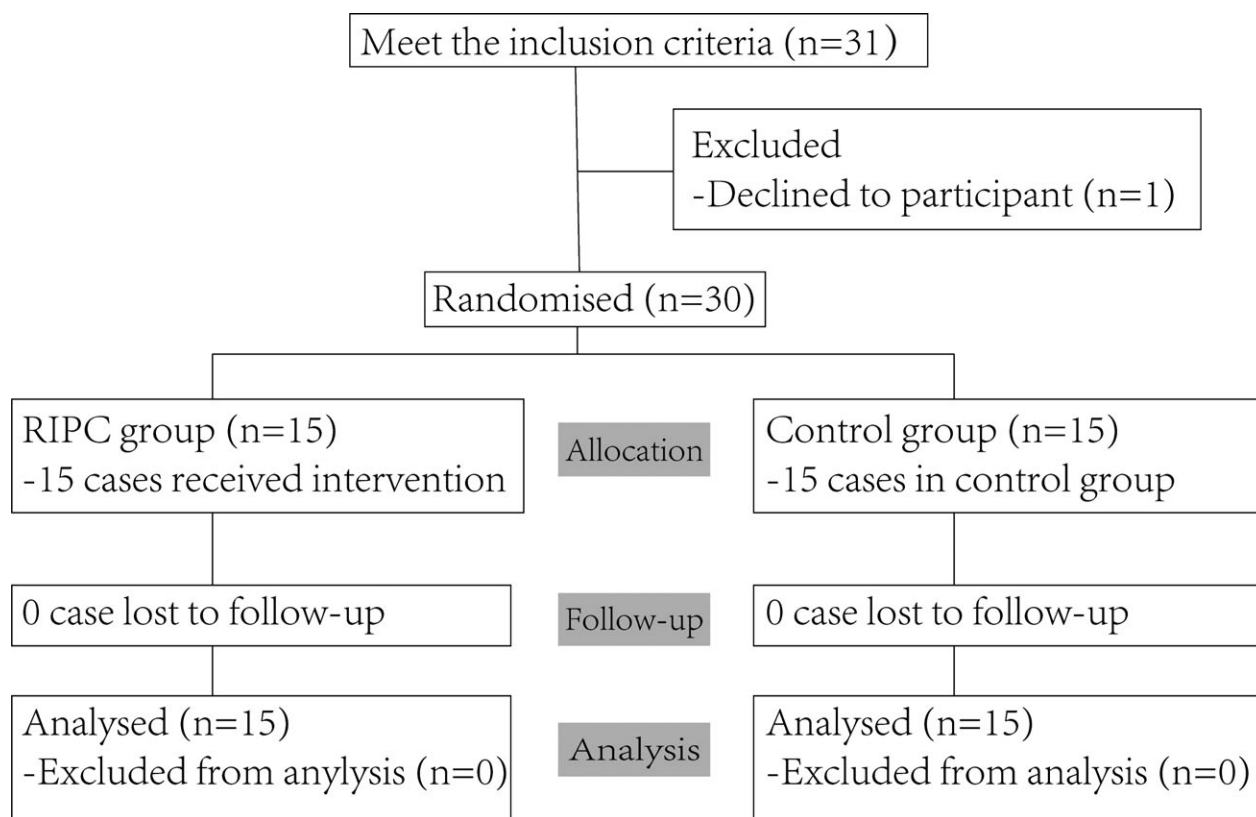 Meet the inclusion criteria (n=31)
Excluded
-Declined to participant (n=1)
Randomised (n=30)
RIPC group (n=15)
-15 cases received intervention
Allocation
Control group (n=15)
-15 cases in control group
0 case lost to follow-up
Follow-up
0 case lost to follow-up
Analysed (n=15)
-Excluded from anylysis (n=0)
Analysis
Analysed (n=15)
-Excluded from analysis (n=0)